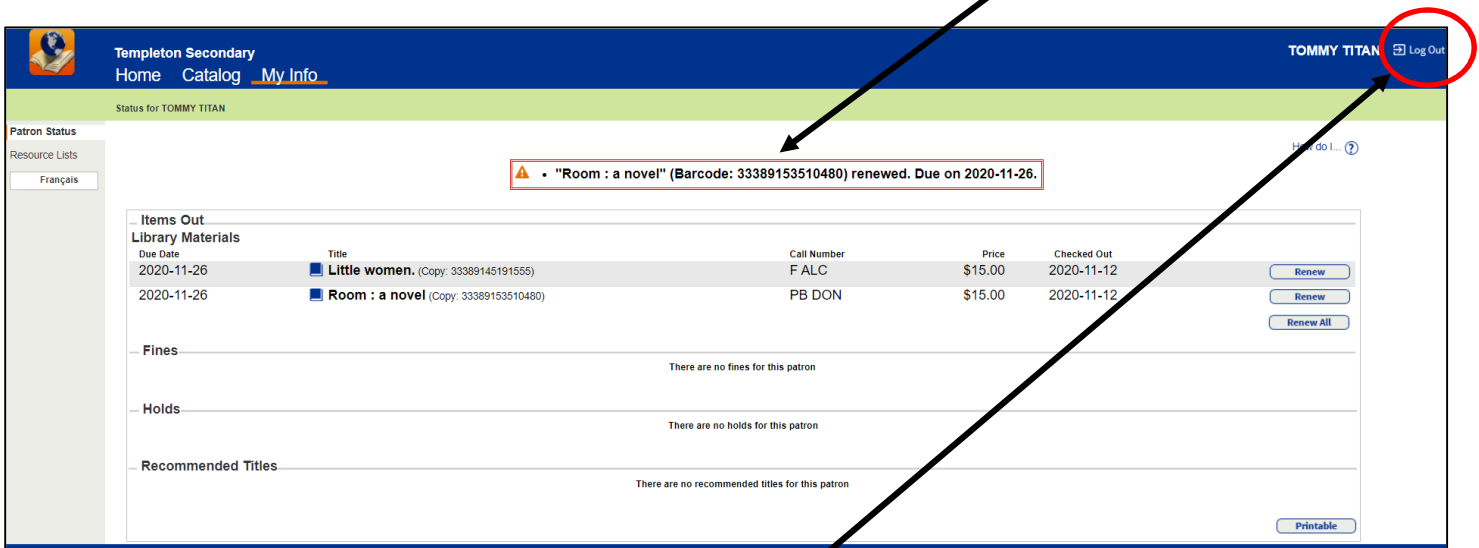 Templeton Secondary
TOMMY TITAN Log Out
Home Catalog My Info
Status for TOMMY TITAN
Patron Status
Resource Lists
Français
How do I... ?
• "Room : a novel" (Barcode: 33389153510480) renewed. Due on 2020-11-26.
Items Out
Library Materials
Due Date Title Call Number Price Checked Out
2020-11-26 Little women. (Copy: 33389145191555) F ALC $15.00 2020-11-12 Renew
2020-11-26 Room : a novel (Copy: 33389153510480) PB DON $15.00 2020-11-12 Renew
Renew All
Fines
There are no fines for this patron
Holds
There are no holds for this patron
Recommended Titles
There are no recommended titles for this patron
Printable